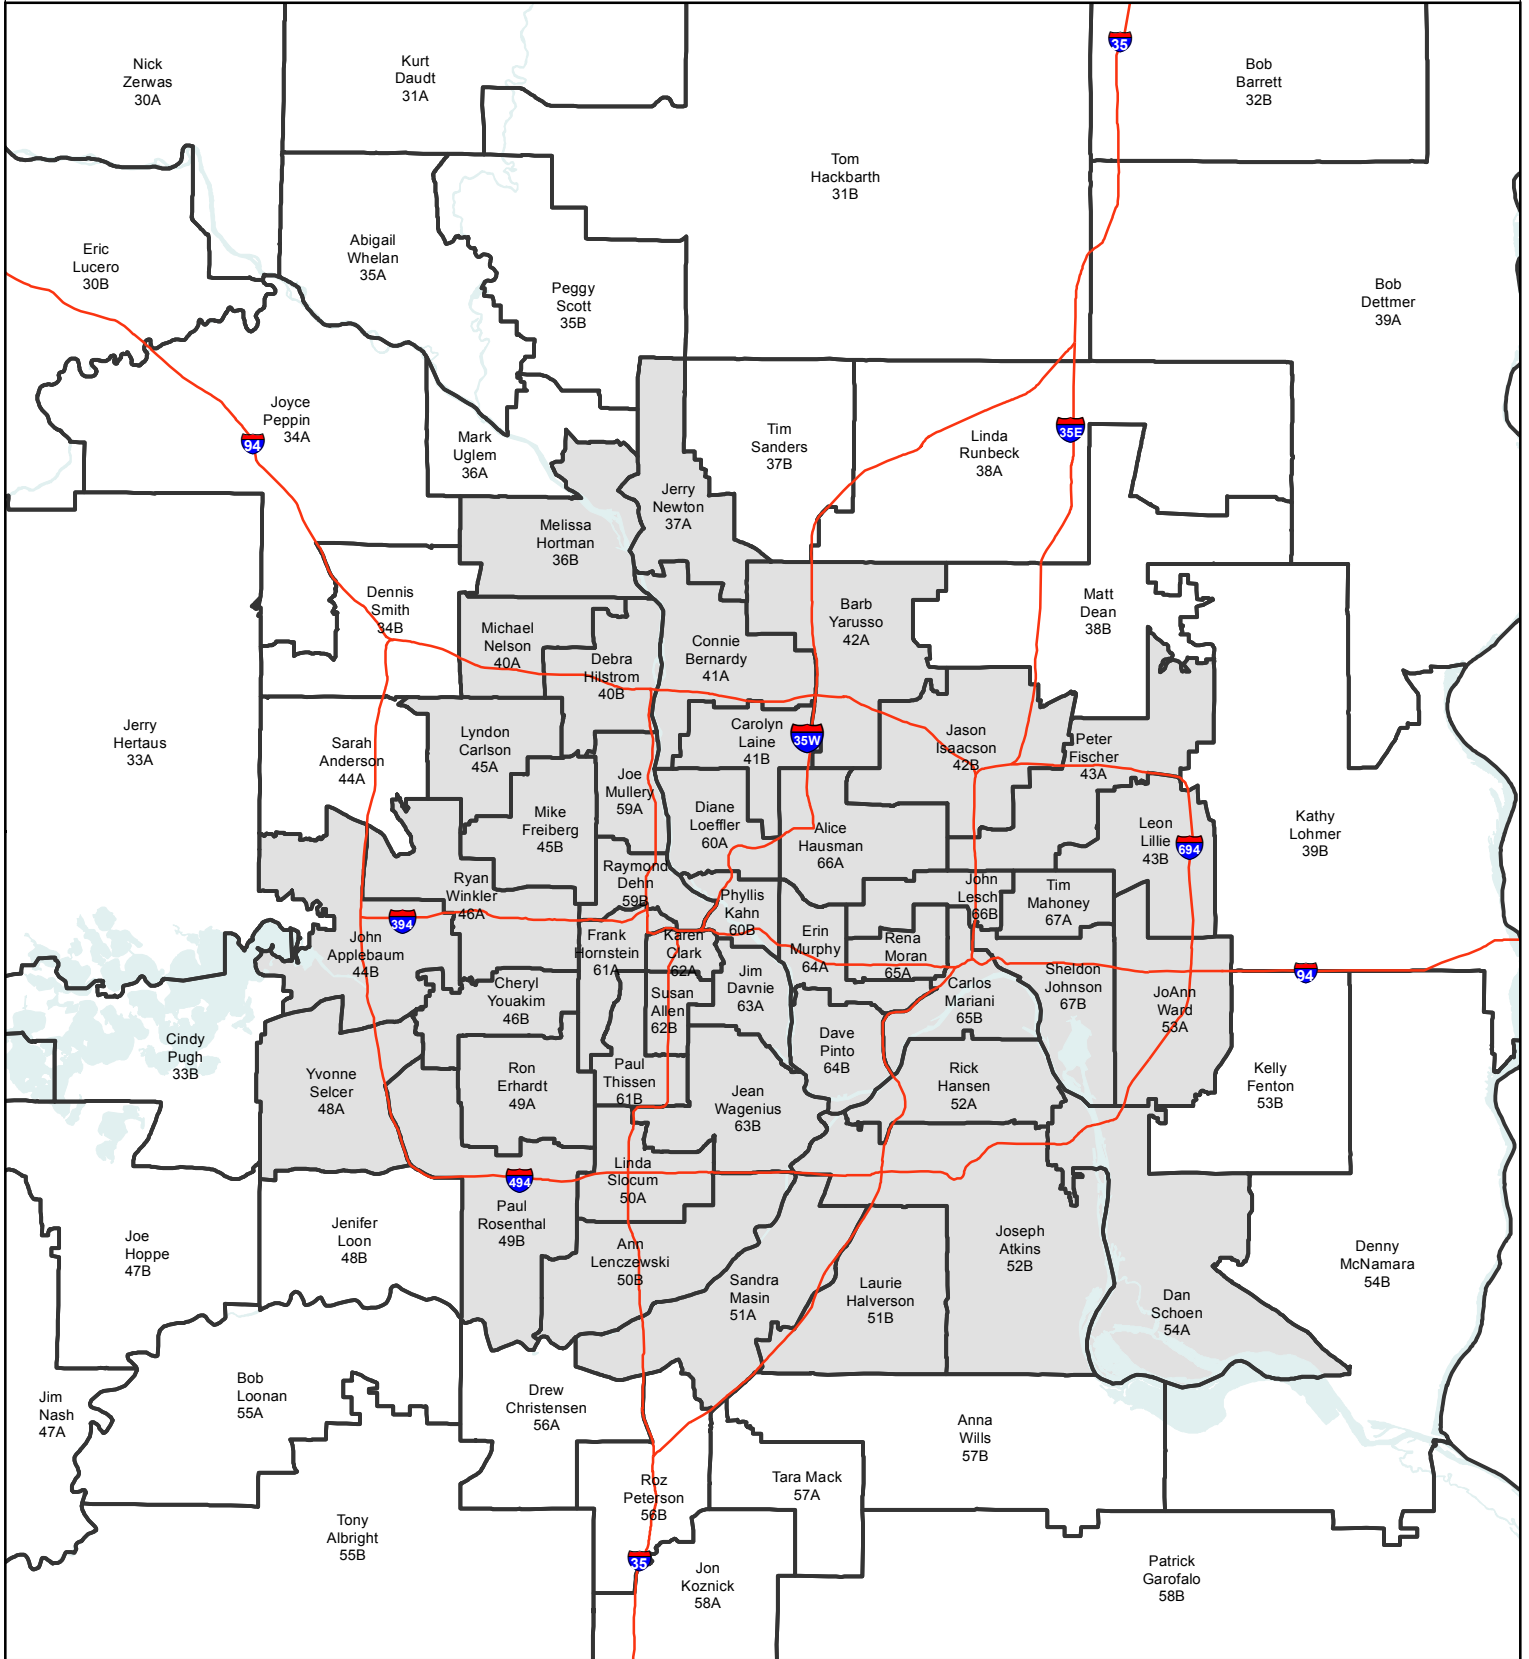 35
Nick
Zerwas
30A
Kurt
Daudt
31A
Bob
Barrett
32B
Tom
Hackbarth
31B
Eric
Lucero
30B
Abigail
Whelan
35A
Peggy
Scott
35B
Bob
Dettmer
39A
Joyce
Peppin
34A
94
Mark
Uglem
36A
Tim
Sanders
37B
Linda
Runbeck
38A
35E
Jerry
Newton
37A
Melissa
Hortman
36B
Dennis
Smith
34B
Michael
Nelson
40A
Debra
Hilstrom
40B
Connie
Bernardy
41A
Barb
Yarusso
42A
Matt
Dean
38B
Jerry
Hertaus
33A
Sarah
Anderson
44A
Lyndon
Carlson
45A
Carolyn
Laine
41B
35W
Jason
Isaacson
42B
Peter
Fischer
43A
Joe
Mullery
59A
Mike
Freiberg
45B
Diane
Loeffler
60A
Alice
Hausman
66A
Leon
Lillie
43B
694
Kathy
Lohmer
39B
Ryan
Winkler
46A
Raymond
Dehn
59B
Phyllis
Kahn
60B
John
Lesch
66B
Tim
Mahoney
67A
394
John
Applebaum
44B
Frank
Hornstein
61A
Karen
Clark
62A
Erin
Murphy
64A
Rena
Moran
65A
94
Cheryl
Youakim
46B
Susan
Allen
62B
Jim
Davnie
63A
Carlos
Mariani
65B
Sheldon
Johnson
67B
JoAnn
Ward
53A
Cindy
Pugh
33B
Yvonne
Selcer
48A
Ron
Erhardt
49A
Paul
Thissen
61B
Dave
Pinto
64B
Rick
Hansen
52A
Kelly
Fenton
53B
Jean
Wagenius
63B
Linda
Slocum
50A
494
Paul
Rosenthal
49B
Joe
Hoppe
47B
Jenifer
Loon
48B
Ann
Lenczewski
50B
Sandra
Masin
51A
Laurie
Halverson
51B
Joseph
Atkins
52B
Dan
Schoen
54A
Denny
McNamara
54B
Jim
Nash
47A
Bob
Loonan
55A
Drew
Christensen
56A
Anna
Wills
57B
Roz
Peterson
56B
Tara Mack
57A
Tony
Albright
55B
35
Jon
Koznick
58A
Patrick
Garofalo
58B